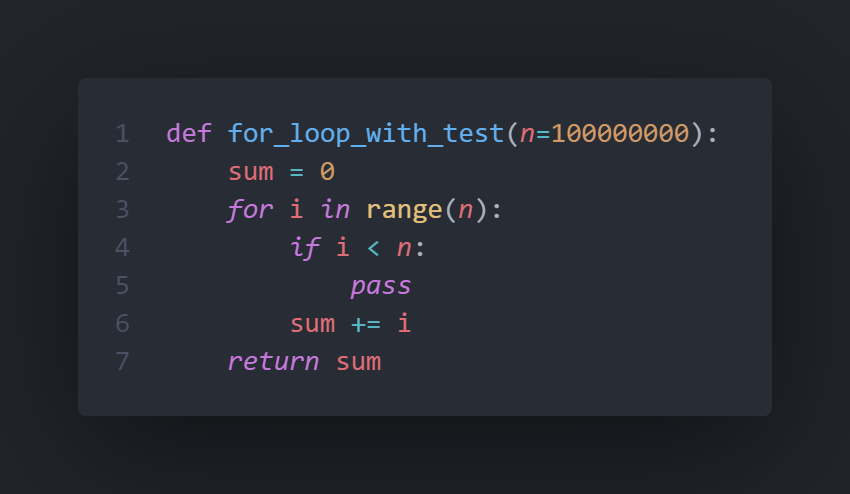 1 def for_loop_with_test(n=100000000):
2     sum = 0
3     for i in range(n):
4         if i < n:
5             pass
6         sum += i
7     return sum